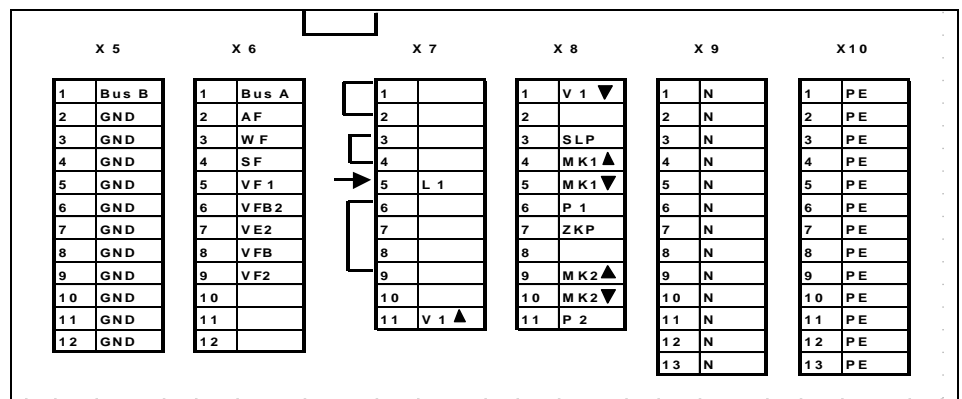 X 5 X 6 X 7 X 8 X 9 X10
1 Bus B 1 Bus A 1 1 V 1 ▼ 1 N 1 PE
2 GND 2 AF 2 2 2 N 2 PE
3 GND 3 WF 3 3 SLP 3 N 3 PE
4 GND 4 SF 4 4 MK1▲ 4 N 4 PE
5 GND 5 VF1 5 L 1 5 MK1▼ 5 N 5 PE
6 GND 6 VFB2 6 6 P 1 6 N 6 PE
7 GND 7 VE2 7 7 ZKP 7 N 7 PE
8 GND 8 VFB 8 8 8 N 8 PE
9 GND 9 VF2 9 9 MK2▲ 9 N 9 PE
10 GND 10 10 10 MK2▼ 10 N 10 PE
11 GND 11 11 V 1 ▲ 11 P 2 11 N 11 PE
12 GND 12 12 N 12 PE
13 N 13 PE